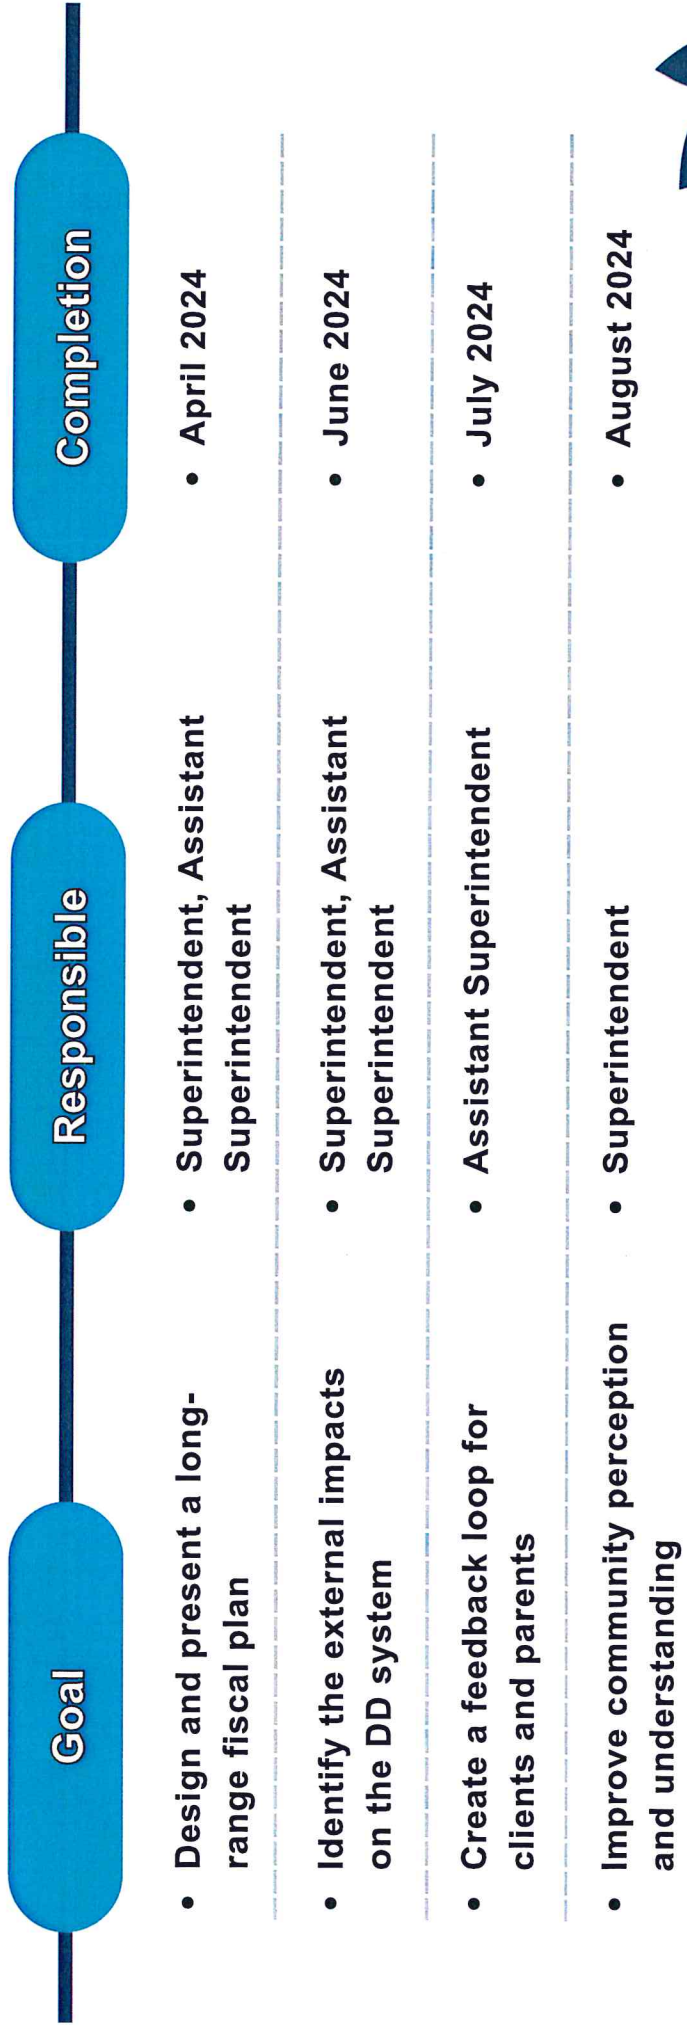 Goal
Responsible
Completion
• Design and present a long-
range fiscal plan
• Superintendent, Assistant
Superintendent
• April 2024
• Identify the external impacts
on the DD system
• Superintendent, Assistant
Superintendent
• June 2024
• Create a feedback loop for
clients and parents
• Assistant Superintendent
• July 2024
• Improve community perception
and understanding
• Superintendent
• August 2024